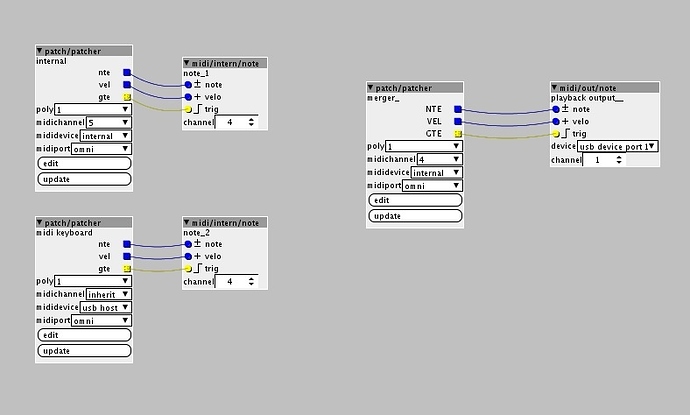 patch/patcher
internal
nte
vel
gte
poly 1
midichannel 5
mididevice internal
midiport omni
edit
update
midi/intern/note
note_1
± note
+ velo
trig
channel 4
patch/patcher
midi keyboard
nte
vel
gte
poly 1
midichannel inherit
mididevice usb host
midiport omni
edit
update
midi/intern/note
note_2
± note
+ velo
trig
channel 4
patch/patcher
merger_
NTE
VEL
GTE
poly 1
midichannel 4
mididevice internal
midiport omni
edit
update
midi/out/note
playback output__
± note
+ velo
trig
device usb device port 1
channel 1